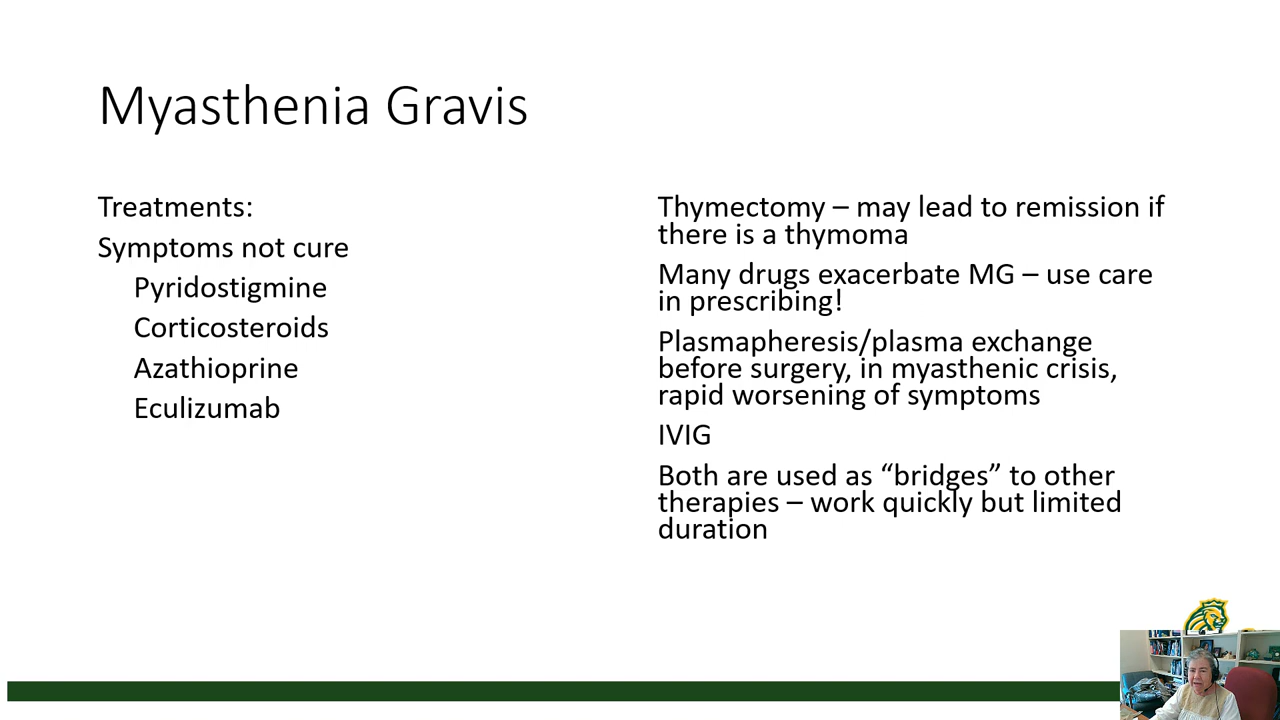 Myasthenia Gravis
Treatments:
Symptoms not cure
Pyridostigmine
Corticosteroids
Azathioprine
Eculizumab
Thymectomy – may lead to remission if
there is a thymoma
Many drugs exacerbate MG – use care
in prescribing!
Plasmapheresis/plasma exchange
before surgery, in myasthenic crisis,
rapid worsening of symptoms
IVIG
Both are used as “bridges” to other
therapies – work quickly but limited
duration